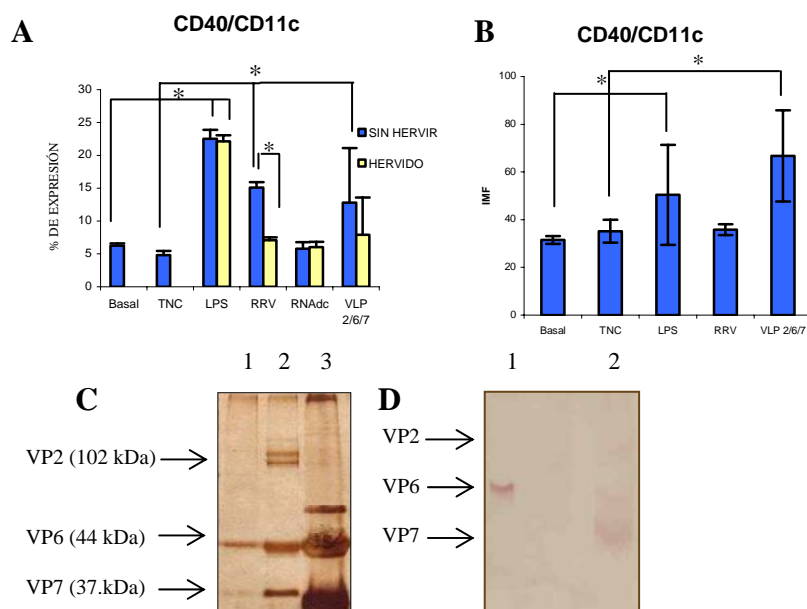 A
CD40/CD11c
% DE EXPRESIÓN
30
25
20
15
10
5
0
*
*
*
SIN HERVIR
HERVIDO
Basal TNC LPS RRV RNAdc VLP 2/6/7
B
CD40/CD11c
IMF
100
80
60
40
20
0
*
*
Basal TNC LPS RRV VLP 2/6/7
C
1 2 3
VP2 (102 kDa)
VP6 (44 kDa)
VP7 (37.kDa)
D
1 2
VP2
VP6
VP7